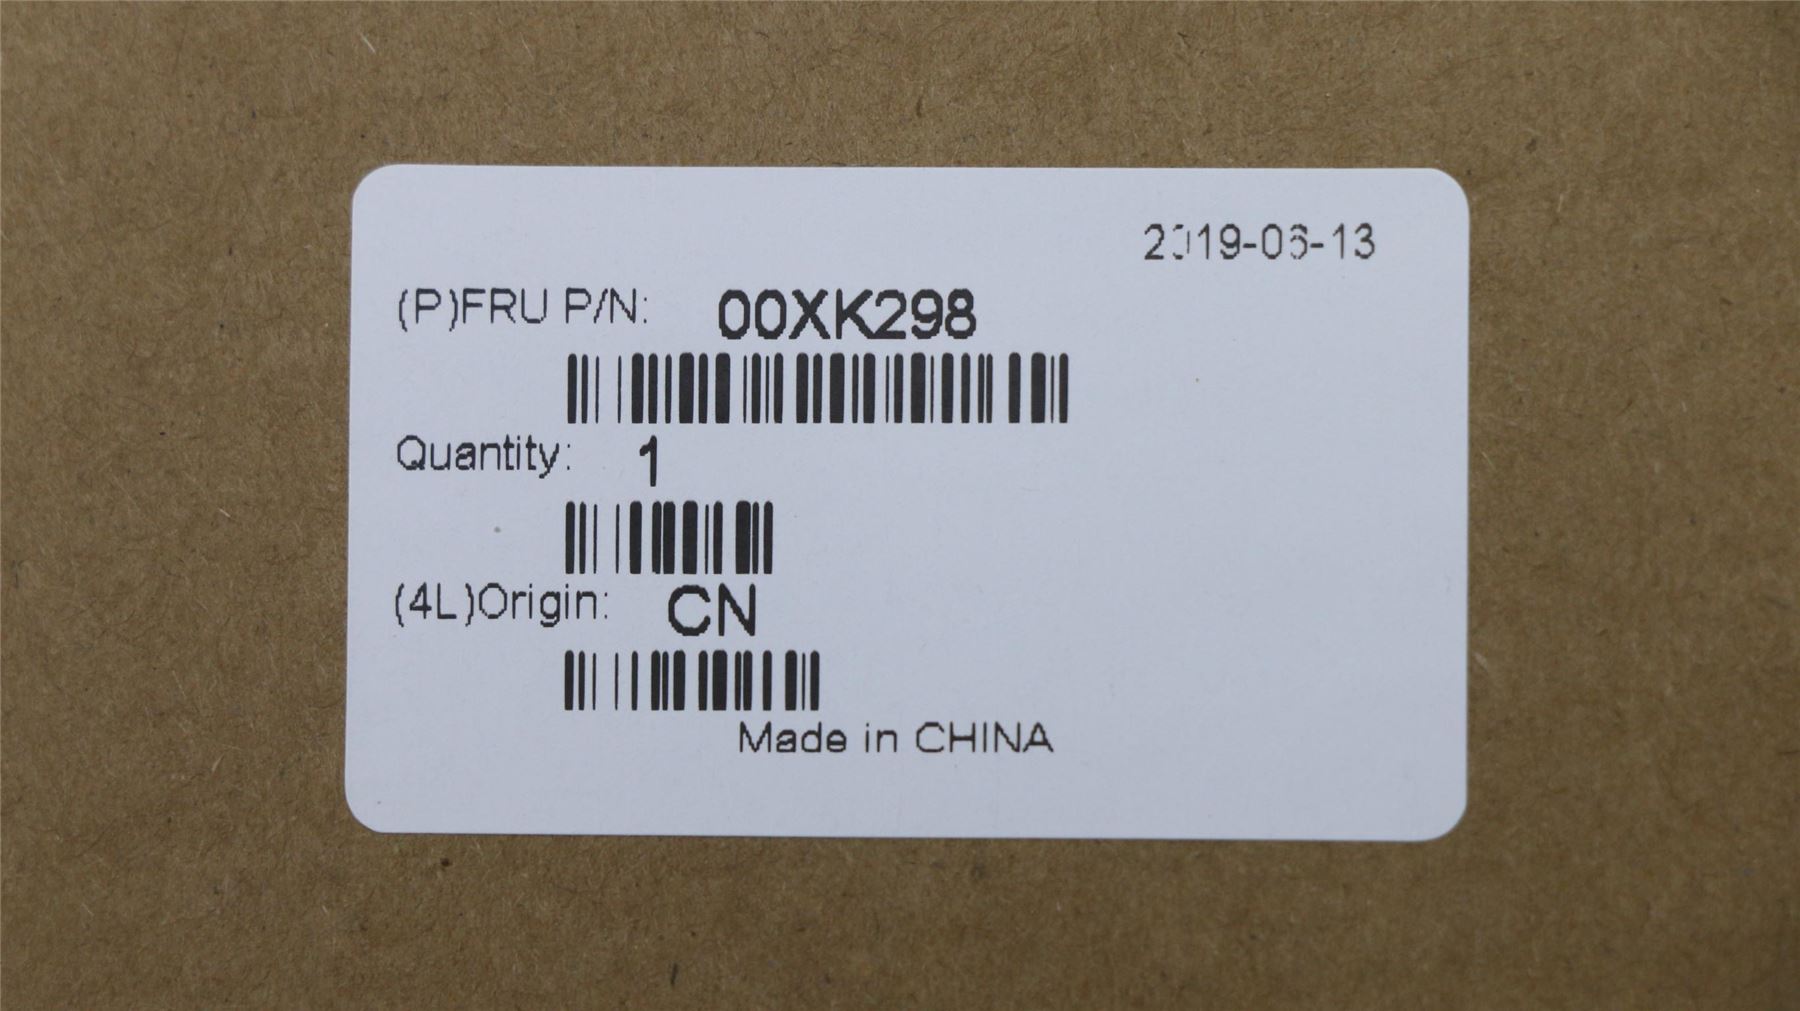 2019-06-13
(P)FRU P/N: 00XK298
Quantity: 1
(4L)Origin: CN
Made in CHINA